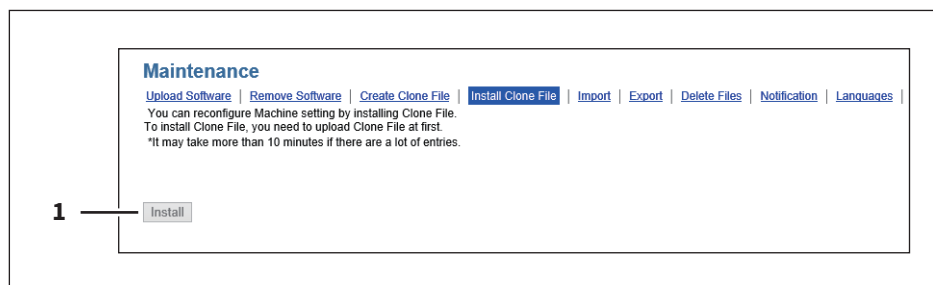 Maintenance
Upload Software | Remove Software | Create Clone File | Install Clone File | Import | Export | Delete Files | Notification | Languages |
You can reconfigure Machine setting by installing Clone File.
To install Clone File, you need to upload Clone File at first.
*It may take more than 10 minutes if there are a lot of entries.
1
Install